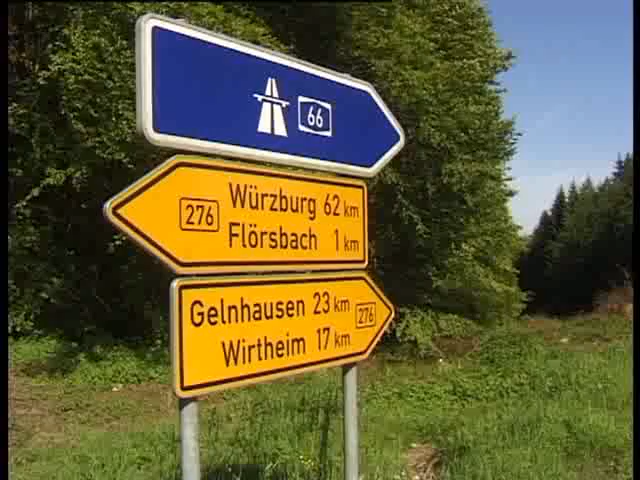 66
276
Würzburg 62 km
Flörsbach 1 km
Gelnhausen 23 km
276
Wirtheim 17 km